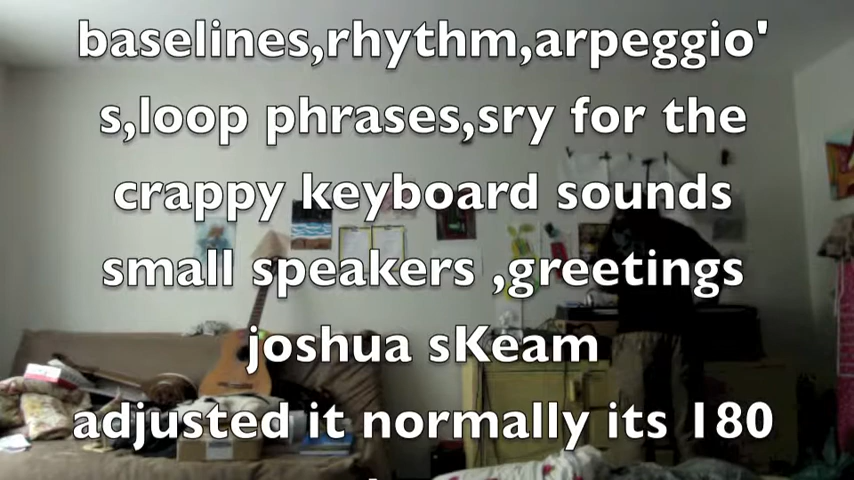 baselines,rhythm,arpeggio'
s,loop phrases,sry for the
crappy keyboard sounds
small speakers ,greetings
joshua sKeam
adjusted it normally its 180